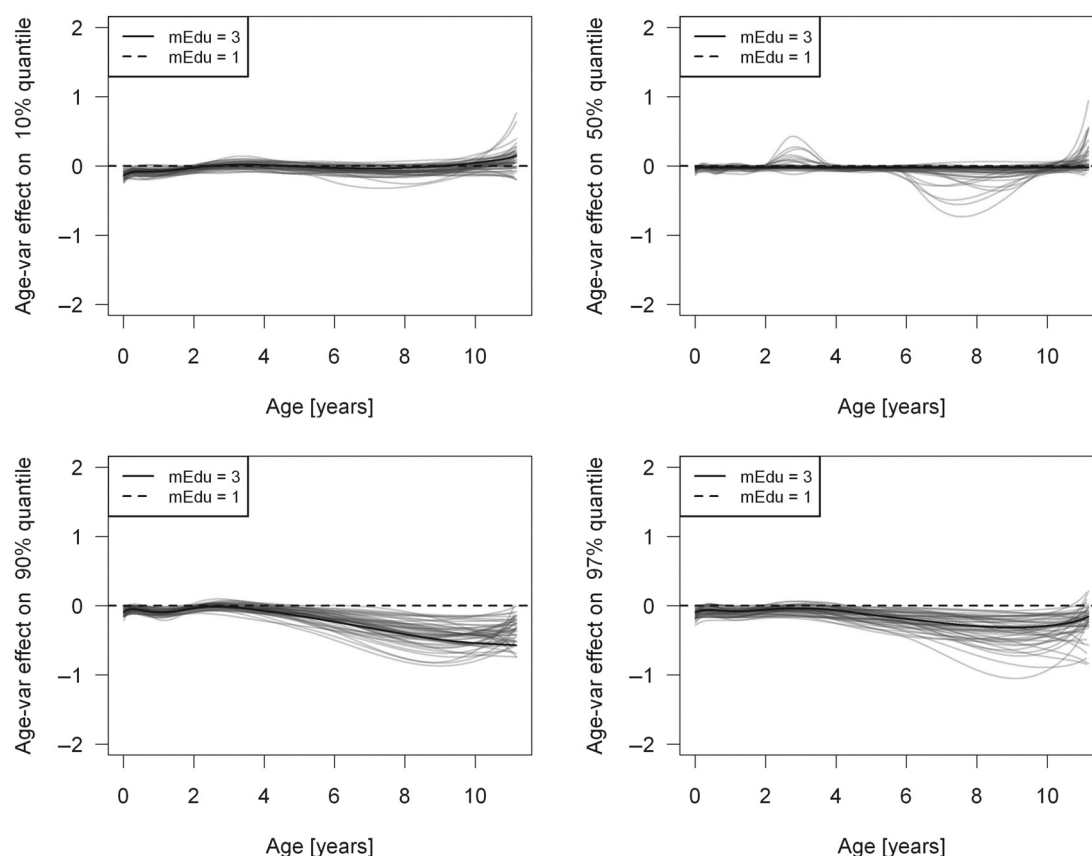 Age-var effect on 10% quantile
2
1
0
−1
−2
mEdu = 3
mEdu = 1
0 2 4 6 8 10
Age [years]
Age-var effect on 50% quantile
2
1
0
−1
−2
mEdu = 3
mEdu = 1
0 2 4 6 8 10
Age [years]
Age-var effect on 90% quantile
2
1
0
−1
−2
mEdu = 3
mEdu = 1
0 2 4 6 8 10
Age [years]
Age-var effect on 97% quantile
2
1
0
−1
−2
mEdu = 3
mEdu = 1
0 2 4 6 8 10
Age [years]